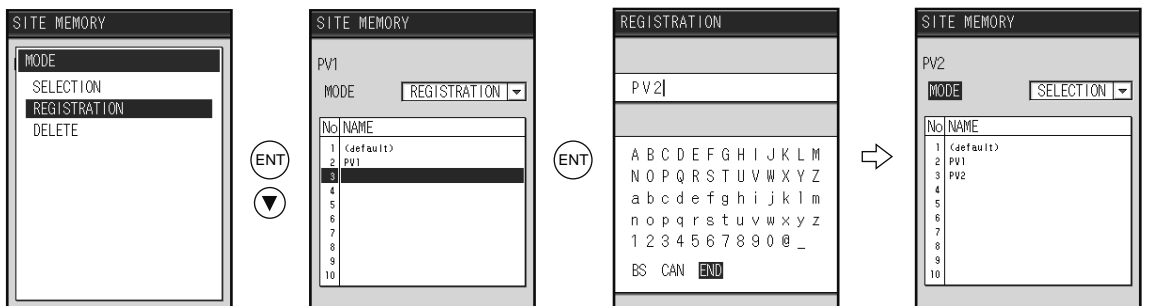 SITE MEMORY
MODE
SELECTION
REGISTRATION
DELETE
ENT
SITE MEMORY
PV1
MODE REGISTRATION
No NAME
1 (default)
2 PV1
3
4
5
6
7
8
9
10
ENT
REGISTRATION
PV2
A B C D E F G H I J K L M
N O P Q R S T U V W X Y Z
a b c d e f g h i j k l m
n o p q r s t u v w x y z
1 2 3 4 5 6 7 8 9 0 @ _
BS CAN END
SITE MEMORY
PV2
MODE SELECTION
No NAME
1 (default)
2 PV1
3 PV2
4
5
6
7
8
9
10